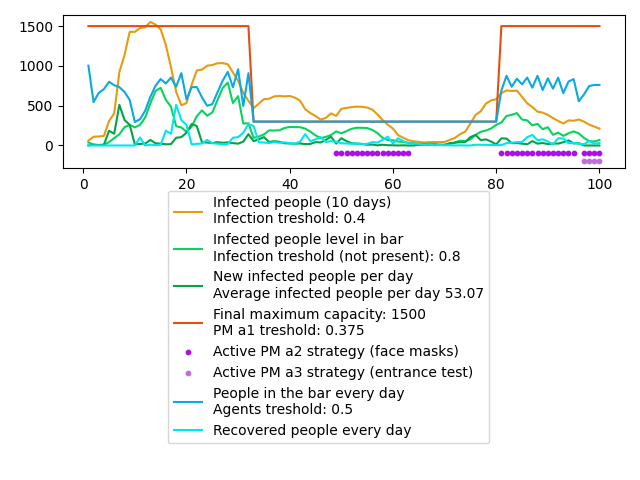 1500
1000
500
0
0
20
40
60
80
100
Infected people (10 days)
Infection treshold: 0.4
Infected people level in bar
Infection treshold (not present): 0.8
New infected people per day
Average infected people per day 53.07
Final maximum capacity: 1500
PM a1 treshold: 0.375
Active PM a2 strategy (face masks)
Active PM a3 strategy (entrance test)
People in the bar every day
Agents treshold: 0.5
Recovered people every day